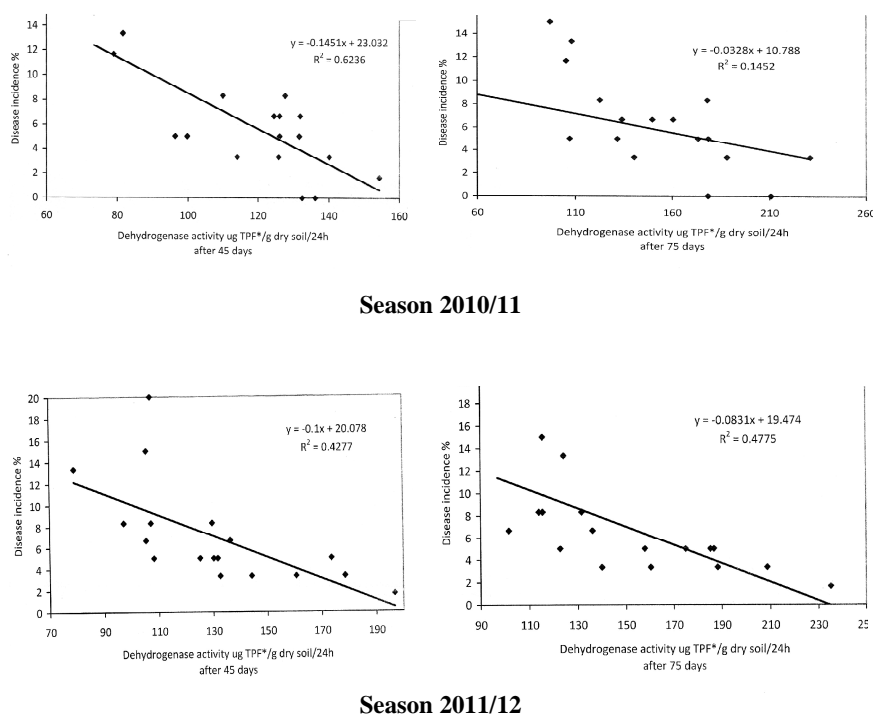 14
12
10
8
6
4
2
0
Disease incidence %
y = -0.1451x + 23.032
R² = 0.6236
60 80 100 120 140 160
Dehydrogenase activity ug TPF*/g dry soil/24h
after 45 days
14
12
10
8
6
4
2
0
Disease incidence %
y = -0.0328x + 10.788
R² = 0.1452
60 110 160 210 260
Dehydrogenase activity ug TPF*/g dry soil/24h
after 75 days
Season 2010/11
20
18
16
14
12
10
8
6
4
2
0
Disease incidence %
y = -0.1x + 20.078
R² = 0.4277
70 90 110 130 150 170 190
Dehydrogenase activity ug TPF*/g dry soil/24h
after 45 days
18
16
14
12
10
8
6
4
2
0
Disease incidence %
y = -0.0831x + 19.474
R² = 0.4775
90 110 130 150 170 190 210 230 25
Dehydrogenase activity ug TPF*/g dry soil/24h
after 75 days
Season 2011/12